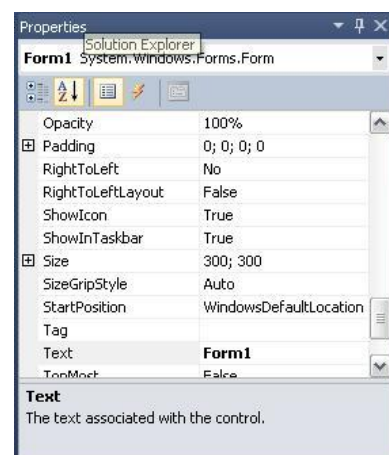 Properties
Solution Explorer
Form1 System.Windows.Forms.Form
Opacity 100%
Padding 0; 0; 0; 0
RightToLeft No
RightToLeftLayout False
ShowIcon True
ShowInTaskbar True
Size 300; 300
SizeGripStyle Auto
StartPosition WindowsDefaultLocation
Tag
Text Form1
TopMost False
Text
The text associated with the control.